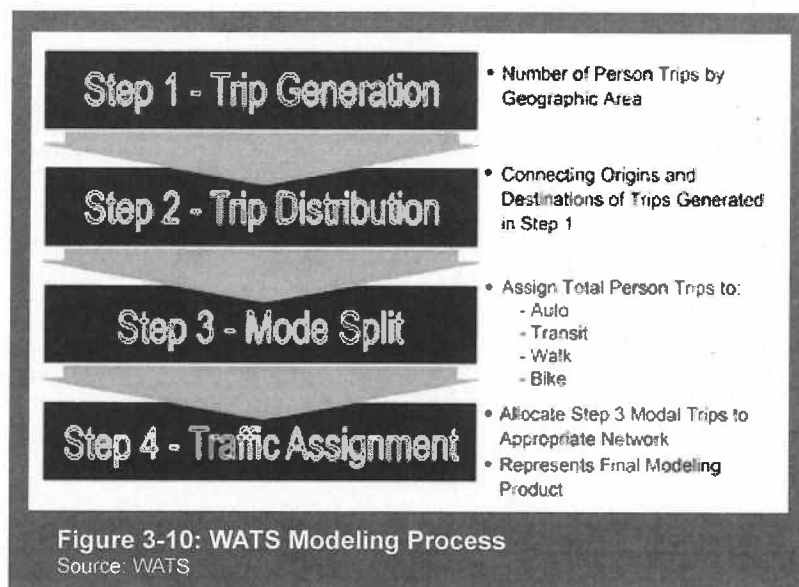 Step 1 - Trip Generation
• Number of Person Trips by
Geographic Area
Step 2 - Trip Distribution
• Connecting Origins and
Destinations of Trips Generated
in Step 1
Step 3 - Mode Split
• Assign Total Person Trips to:
- Auto
- Transit
- Walk
- Bike
Step 4 - Traffic Assignment
• Allocate Step 3 Modal Trips to
Appropriate Network
• Represents Final Modeling
Product
Figure 3-10: WATS Modeling Process
Source: WATS